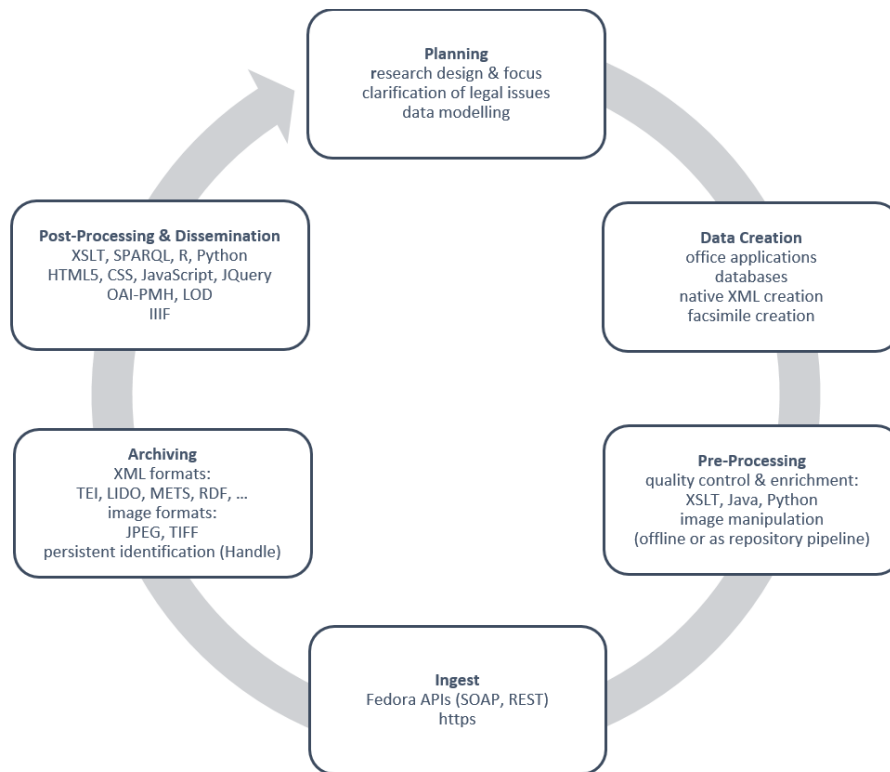 Planning
research design & focus
clarification of legal issues
data modelling
Data Creation
office applications
databases
native XML creation
facsimile creation
Pre-Processing
quality control & enrichment:
XSLT, Java, Python
image manipulation
(offline or as repository pipeline)
Ingest
Fedora APIs (SOAP, REST)
https
Archiving
XML formats:
TEI, LIDO, METS, RDF, ...
image formats:
JPEG, TIFF
persistent identification (Handle)
Post-Processing & Dissemination
XSLT, SPARQL, R, Python
HTML5, CSS, JavaScript, JQuery
OAI-PMH, LOD
IIIF